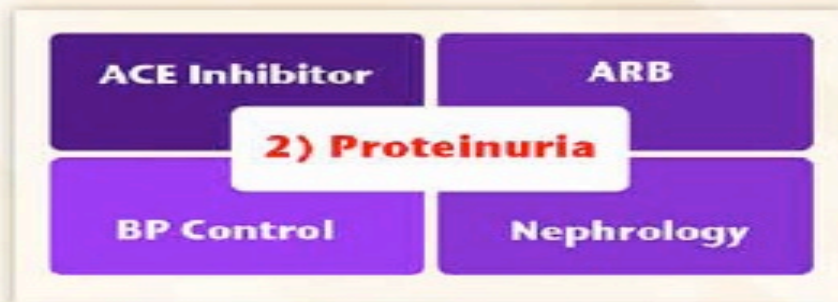 ACE Inhibitor
ARB
2) Proteinuria
BP Control
Nephrology